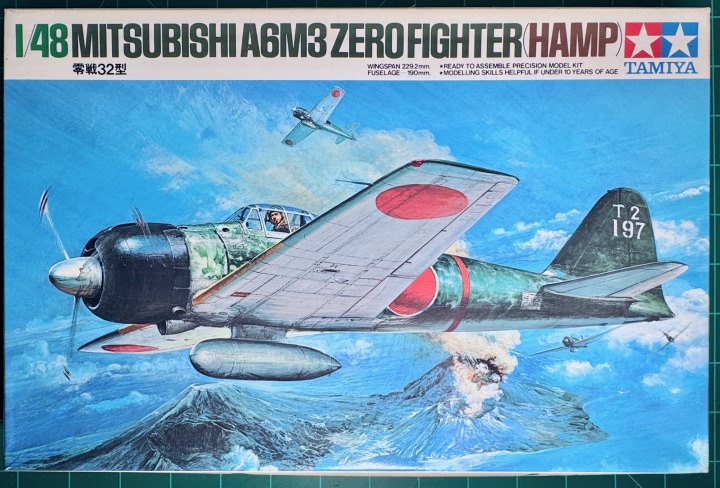 1/48 MITSUBISHI A6M3 ZERO FIGHTER (HAMP)
零戦32型
WINGSPAN 229.2mm. •READY TO ASSEMBLE PRECISION MODEL KIT
FUSELAGE 190mm. •MODELLING SKILLS HELPFUL IF UNDER 10 YEARS OF AGE
TAMIYA
T2
197